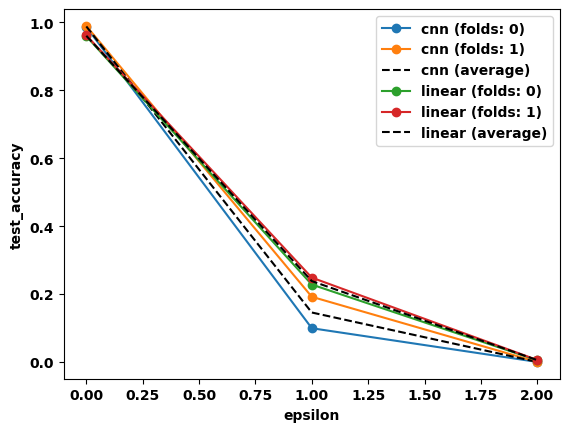 cnn (folds: 0)
cnn (folds: 1)
cnn (average)
linear (folds: 0)
linear (folds: 1)
linear (average)
test_accuracy
1.0
0.8
0.6
0.4
0.2
0.0
0.00 0.25 0.50 0.75 1.00 1.25 1.50 1.75 2.00
epsilon